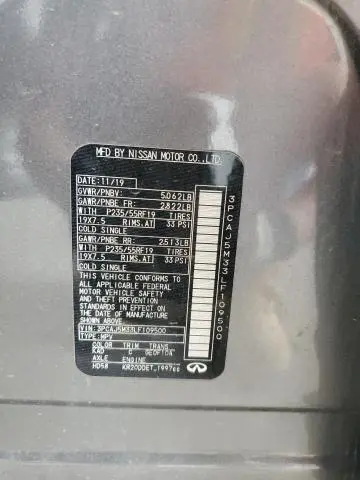 MFD BY NISSAN MOTOR CO.,LTD.
DATE:11/19
GVWR/PNBV: 5062LB
GAWR/PNBE FR: 2822LB
WITH P235/55RF19 TIRES
19X7.5 RIMS.AT 33 PSI
COLD SINGLE
GAWR/PNBE RR: 2513LB
WITH P235/55RF19 TIRES
19X7.5 RIMS.AT 33 PSI
COLD SINGLE
THIS VEHICLE CONFORMS TO
ALL APPLICABLE FEDERAL
MOTOR VEHICLE SAFETY
AND THEFT PREVENTION
STANDARDS IN EFFECT ON THE
DATE OF MANUFACTURE SHOWN
ABOVE.
VIN:3PCAJ5M33LF109500
TYPE:MPV
COLOR TRIM TRANS
KAD G
AXLE ENGINE
HD58 KR20DDET
INFINITI
3PCAJ5M33LF109500